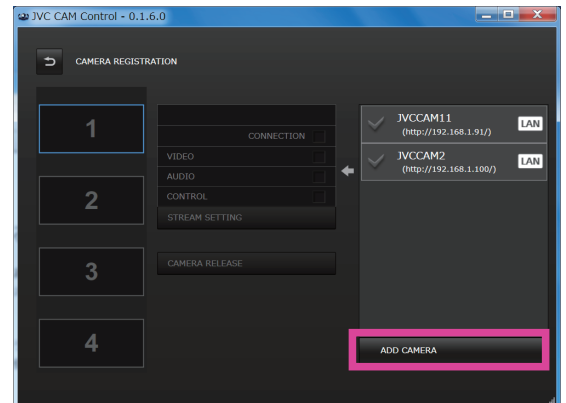 JVC CAM Control - 0.1.6.0
CAMERA REGISTRATION
1
2
3
4
CONNECTION
VIDEO
AUDIO
CONTROL
STREAM SETTING
CAMERA RELEASE
JVCCAM11
(http://192.168.1.91/)
LAN
JVCCAM2
(http://192.168.1.100/)
LAN
ADD CAMERA